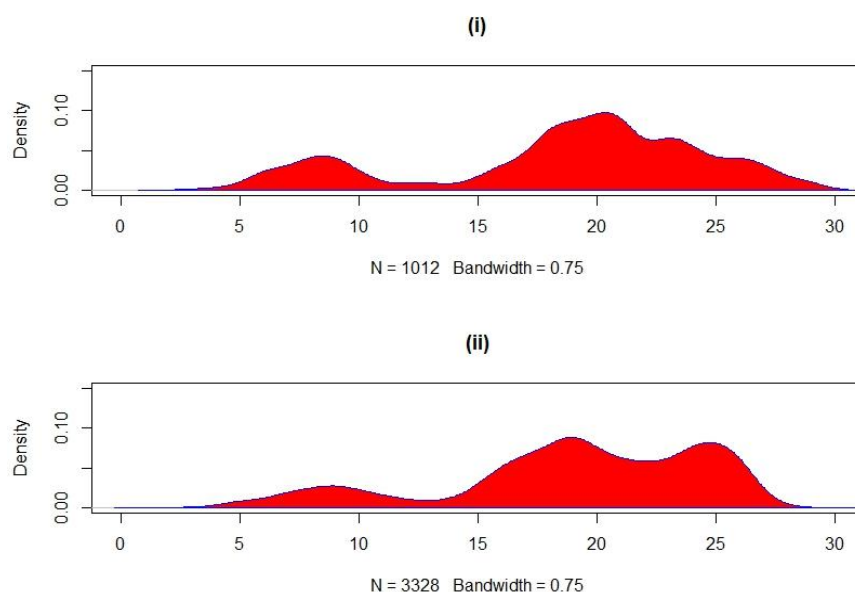 (i)
Density
0.00 0.10
0 5 10 15 20 25 30
N = 1012 Bandwidth = 0.75
(ii)
Density
0.00 0.10
0 5 10 15 20 25 30
N = 3328 Bandwidth = 0.75